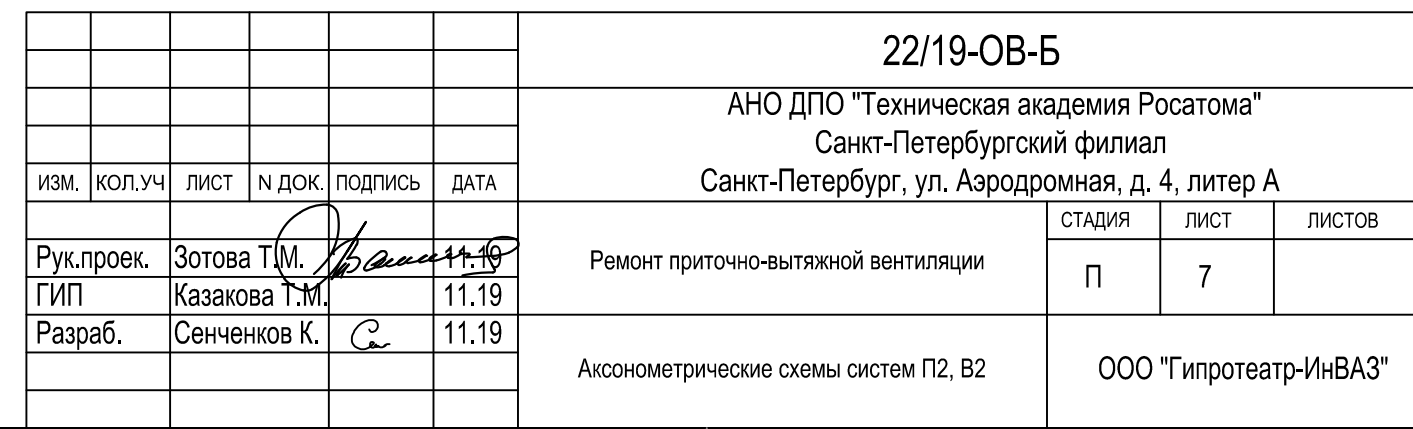 22/19-ОВ-Б
АНО ДПО "Техническая академия Росатома"
Санкт-Петербургский филиал
Санкт-Петербург, ул. Аэродромная, д. 4, литер А
ИЗМ. КОЛ.УЧ ЛИСТ N ДОК. ПОДПИСЬ ДАТА
СТАДИЯ ЛИСТ ЛИСТОВ
Рук.проек. Зотова Т.М. 11.19
Ремонт приточно-вытяжной вентиляции
П 7
ГИП Казакова Т.М. 11.19
Разраб. Сенченков К. 11.19
Аксонометрические схемы систем П2, В2
ООО "Гипротеатр-ИнВАЗ"